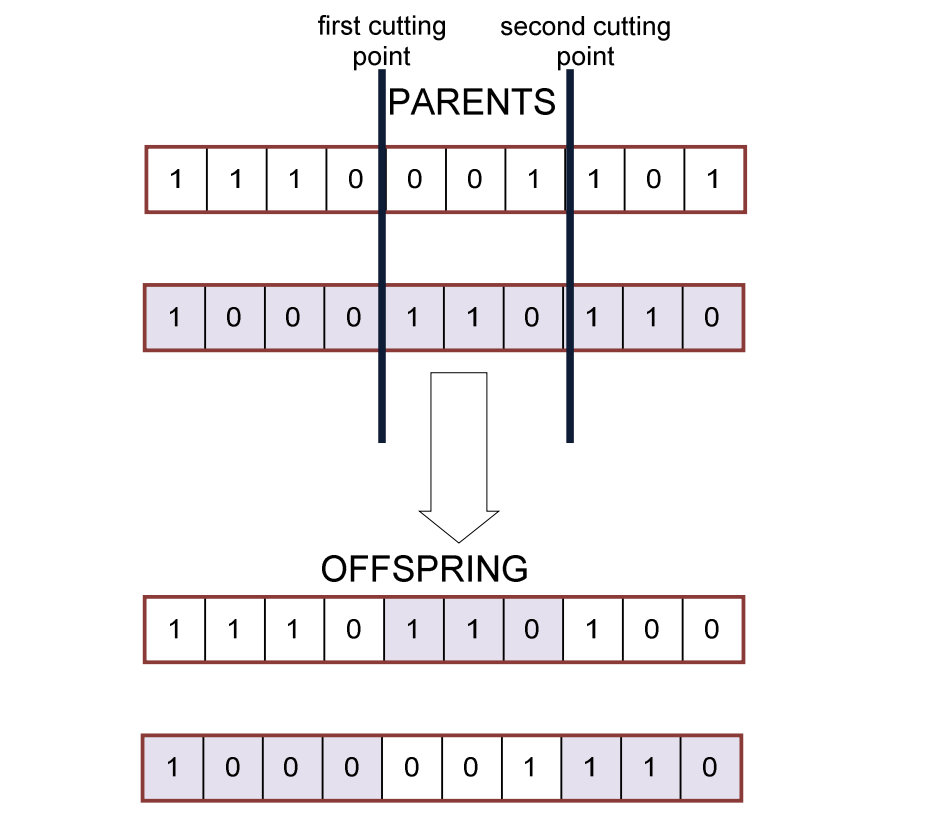 first cutting
point
second cutting
point
PARENTS
1 1 1 0 0 0 1 1 0 1
1 0 0 0 1 1 0 1 1 0
OFFSPRING
1 1 1 0 1 1 0 1 0 0
1 0 0 0 0 0 1 1 1 0